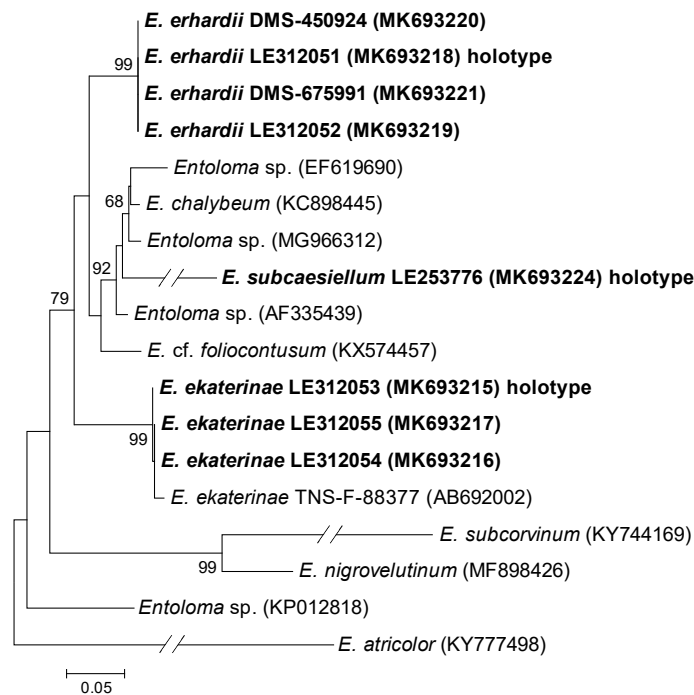 E. erhardii DMS-450924 (MK693220)
E. erhardii LE312051 (MK693218) holotype
99
E. erhardii DMS-675991 (MK693221)
E. erhardii LE312052 (MK693219)
Entoloma sp. (EF619690)
68
E. chalybeum (KC898445)
Entoloma sp. (MG966312)
92
E. subcaesiellum LE253776 (MK693224) holotype
79
Entoloma sp. (AF335439)
E. cf. foliocontusum (KX574457)
E. ekaterinae LE312053 (MK693215) holotype
E. ekaterinae LE312055 (MK693217)
99
E. ekaterinae LE312054 (MK693216)
E. ekaterinae TNS-F-88377 (AB692002)
E. subcorvinum (KY744169)
99
E. nigrovelutinum (MF898426)
Entoloma sp. (KP012818)
E. atricolor (KY777498)
0.05